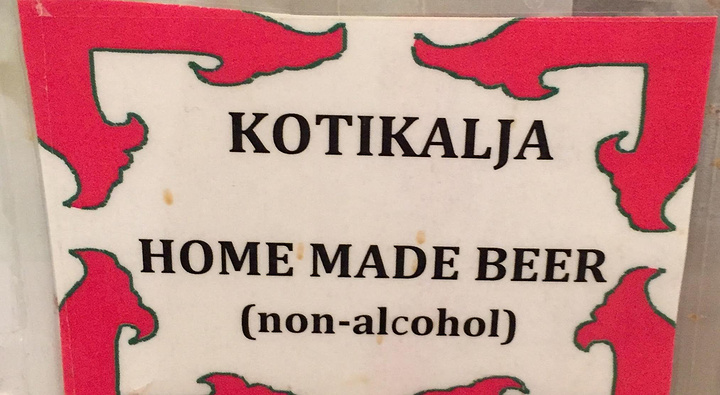 KOTIKALJA
HOME MADE BEER
(non-alcohol)